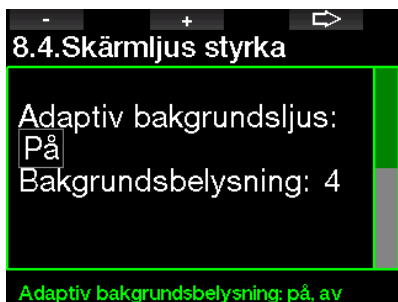 - +
8.4.Skärmljus styrka
Adaptiv bakgrundsljus:
På
Bakgrundsbelysning: 4
Adaptiv bakgrundsbelysning: på, av